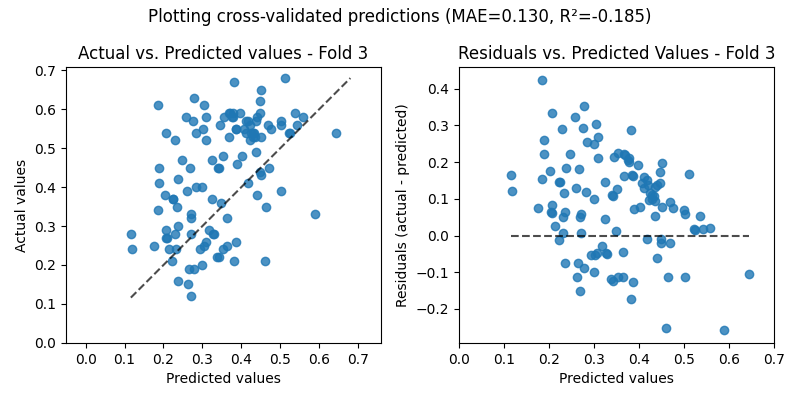 Plotting cross-validated predictions (MAE=0.130, R²=-0.185)
Actual vs. Predicted values - Fold 3
Actual values
0.7
0.6
0.5
0.4
0.3
0.2
0.1
0.0
0.0 0.1 0.2 0.3 0.4 0.5 0.6 0.7
Predicted values
Residuals vs. Predicted Values - Fold 3
Residuals (actual - predicted)
0.4
0.3
0.2
0.1
0.0
−0.1
−0.2
0.0 0.1 0.2 0.3 0.4 0.5 0.6 0.7
Predicted values